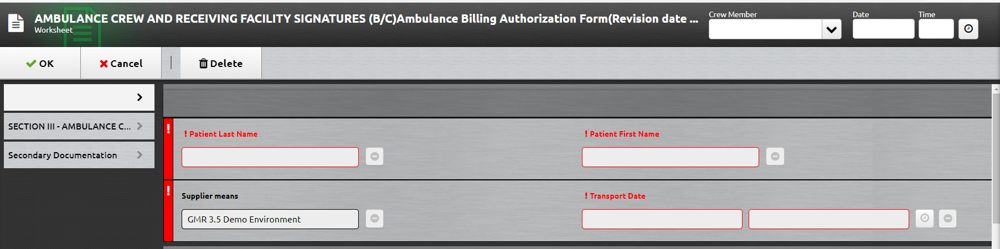 AMBULANCE CREW AND RECEIVING FACILITY SIGNATURES (B/C)Ambulance Billing Authorization Form(Revision date ...
Worksheet
Crew Member
Date
Time
OK
Cancel
Delete
SECTION III - AMBULANCE C...
Secondary Documentation
! Patient Last Name
! Patient First Name
Supplier means
! Transport Date
GMR 3.5 Demo Environment